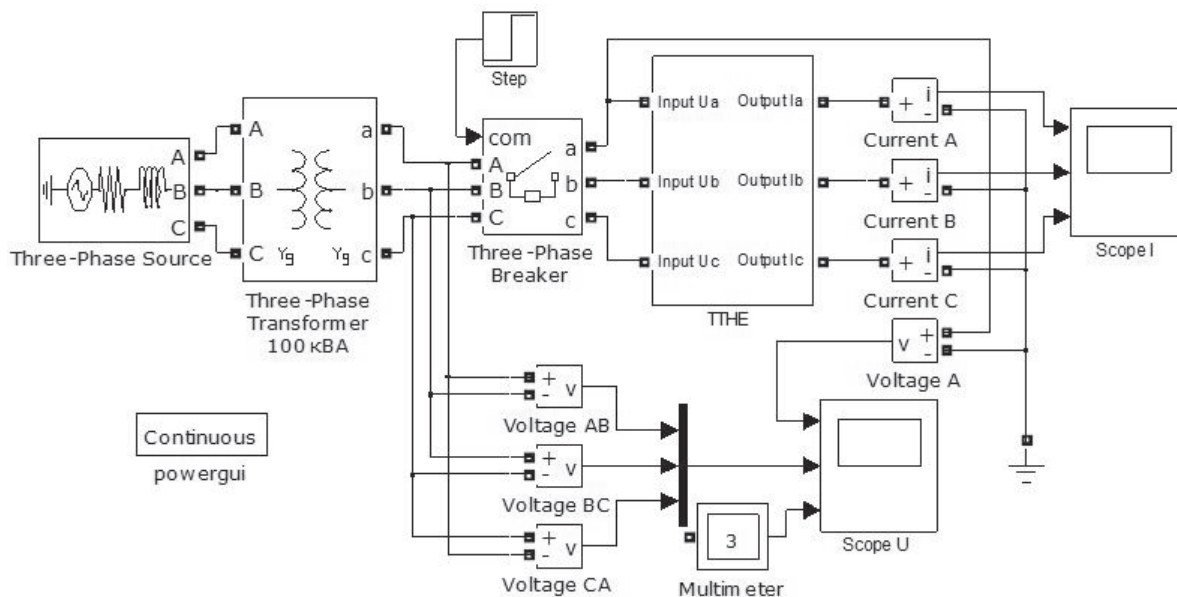 Step
com
A
B
C
a
b
c
Three-Phase
Breaker
A
B
C
Three-Phase Source
A
B
C
a
b
c
Yg
Yg
Three-Phase
Transformer
100 кВА
Input Ua
Input Ub
Input Uc
Output Ia
Output Ib
Output Ic
TTHE
+
i
-
Current A
+
i
-
Current B
+
i
-
Current C
Scope I
v
+
-
Voltage A
+
-
v
Voltage AB
+
-
v
Voltage BC
+
-
v
Voltage CA
Continuous
powergui
3
Multimeter
Scope U